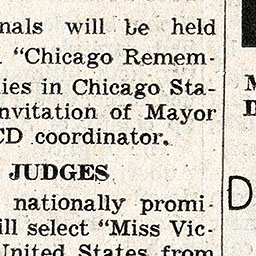 nals will be held
"Chicago Remem-
ies in Chicago Sta-
nvitation of Mayor
CD coordinator.
JUDGES
nationally promi-
ill select "Miss Vic-
United States from
D